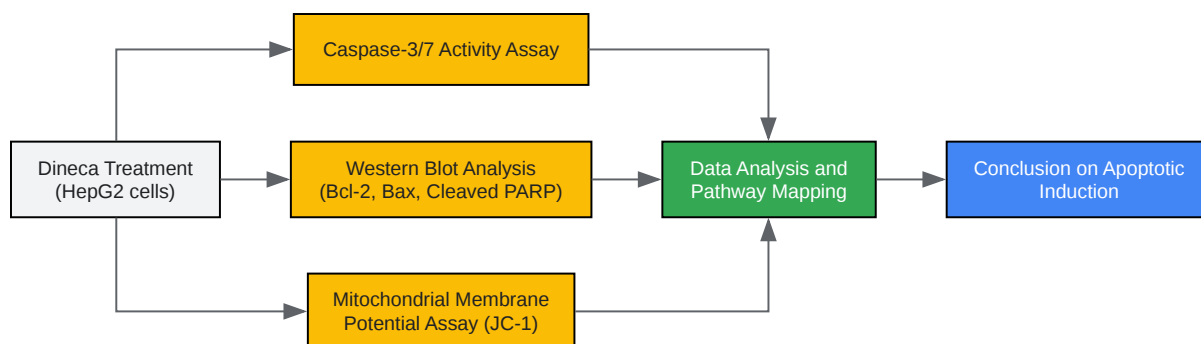 Caspase-3/7 Activity Assay
Dineca Treatment
(HepG2 cells)
Western Blot Analysis
(Bcl-2, Bax, Cleaved PARP)
Data Analysis and
Pathway Mapping
Conclusion on Apoptotic
Induction
Mitochondrial Membrane
Potential Assay (JC-1)